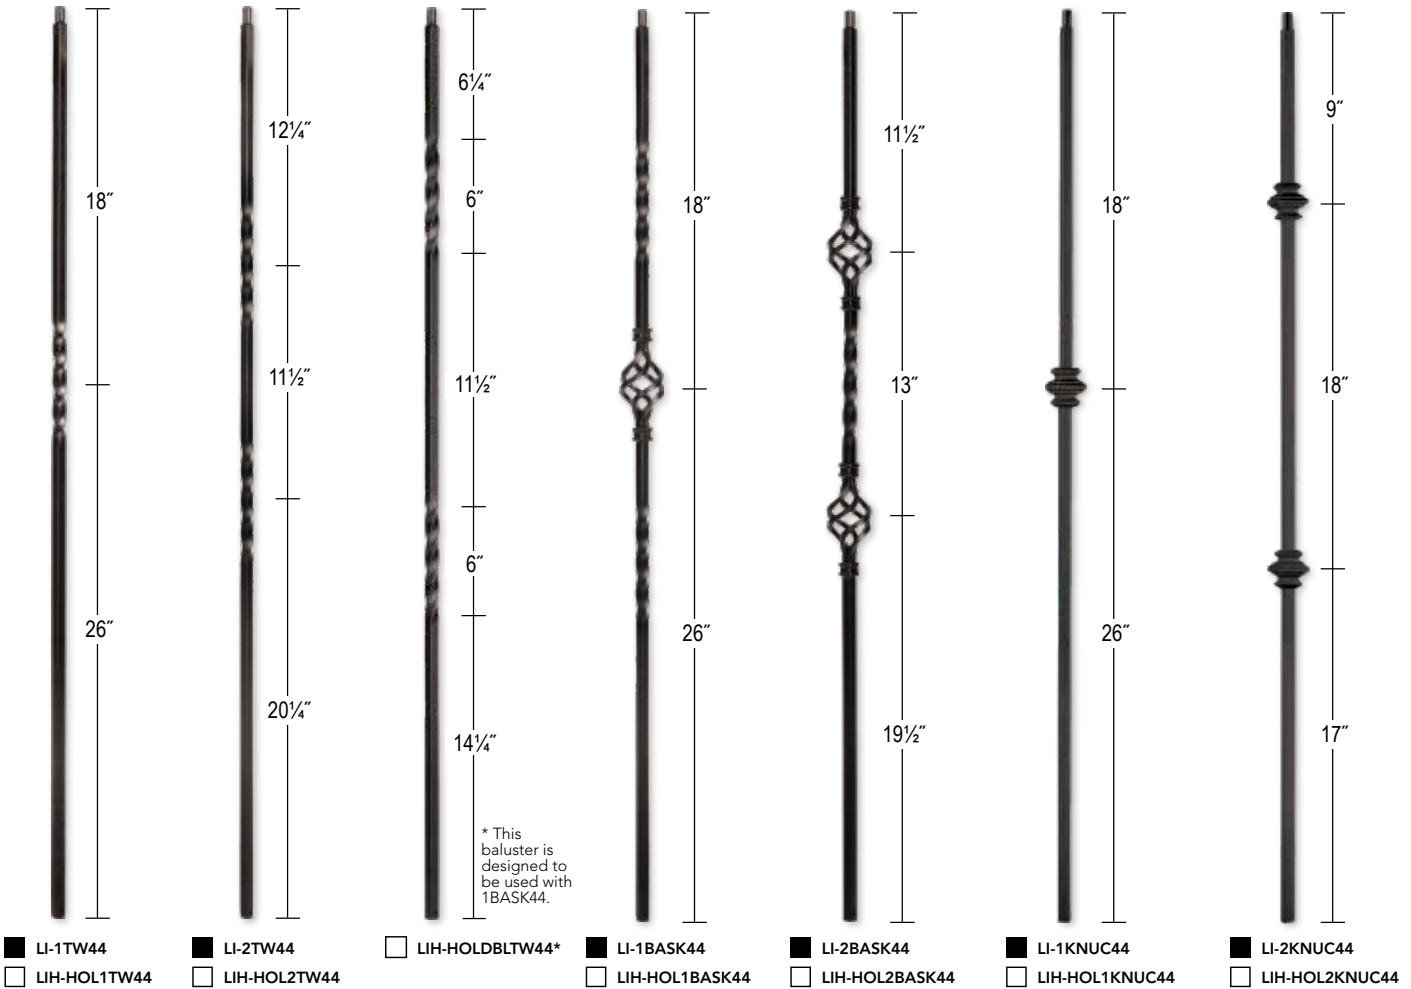 18″
26″
LI-1TW44
LIH-HOL1TW44
12¼″
11½″
20¼″
LI-2TW44
LIH-HOL2TW44
6¼″
6″
11½″
6″
14¼″
* This
baluster is
designed to
be used with
1BASK44.
LIH-HOLDBLTW44*
18″
26″
LI-1BASK44
LIH-HOL1BASK44
11½″
13″
19½″
LI-2BASK44
LIH-HOL2BASK44
18″
26″
LI-1KNUC44
LIH-HOL1KNUC44
9″
18″
17″
LI-2KNUC44
LIH-HOL2KNUC44